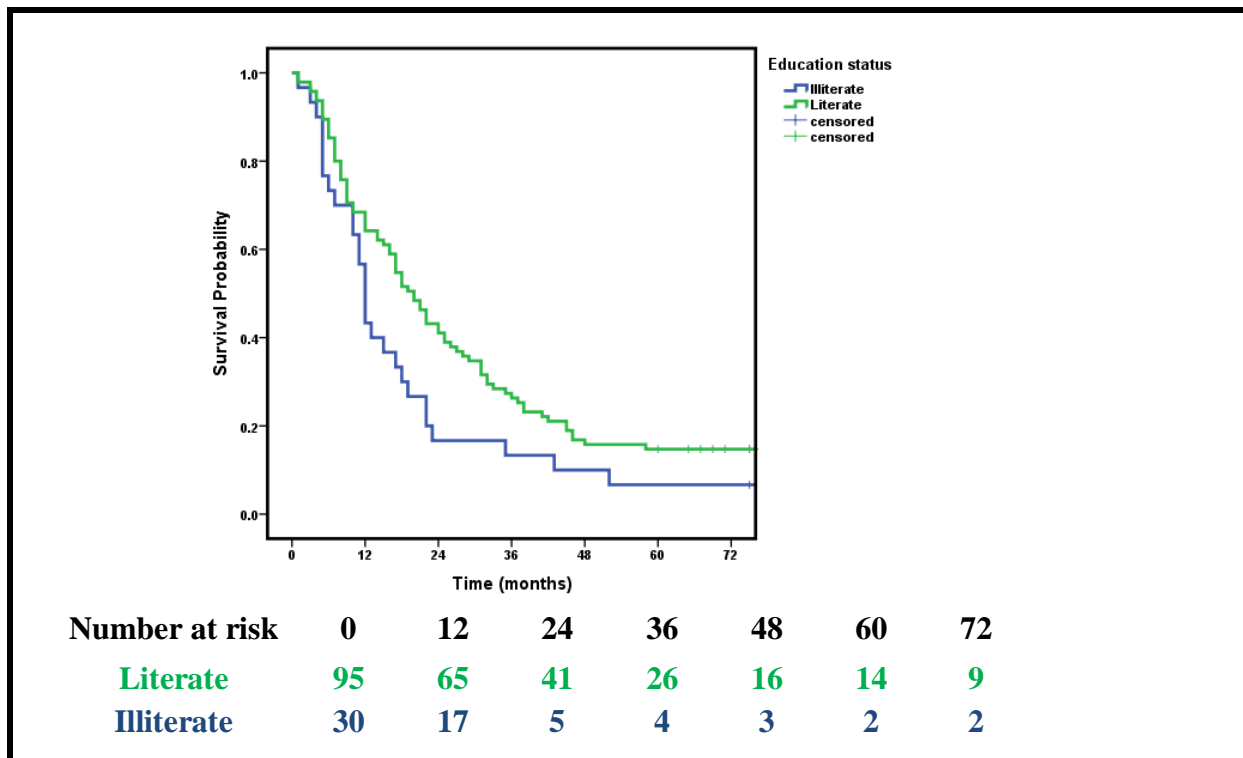 Education status
Illiterate
Literate
censored
censored
1.0
0.8
0.6
0.4
0.2
0.0
Survival Probability
0 12 24 36 48 60 72
Time (months)
Number at risk 0 12 24 36 48 60 72
Literate 95 65 41 26 16 14 9
Illiterate 30 17 5 4 3 2 2